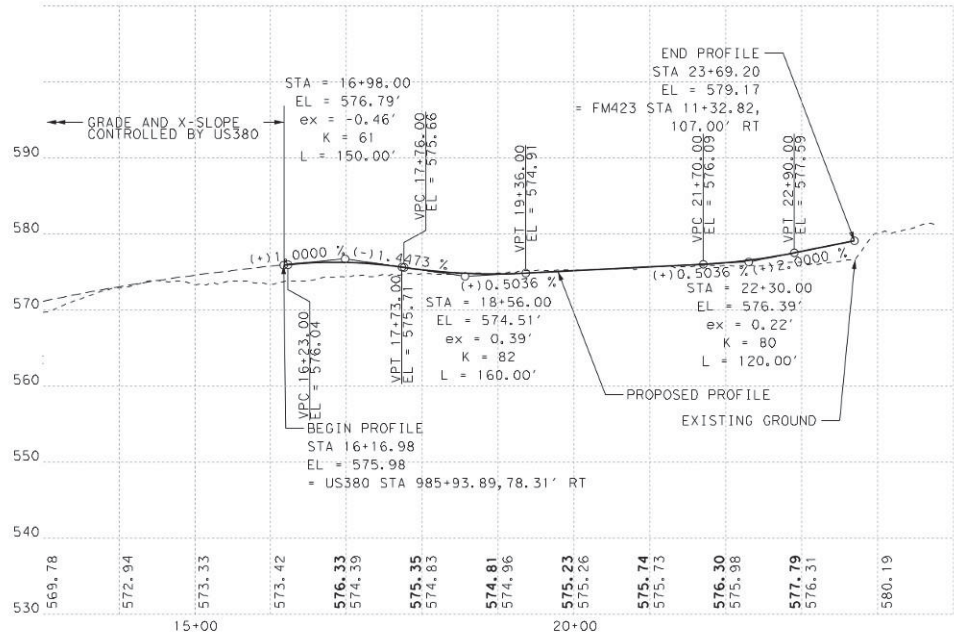 END PROFILE
STA 23+69.20
EL = 579.17
= FM423 STA 11+32.82,
107.00' RT
STA = 16+98.00
EL = 576.79'
ex = -0.46'
K = 61
L = 150.00'
GRADE AND X-SLOPE
CONTROLLED BY US380
VPC 17+76.00
EL = 575.66
VPT 19+36.00
EL = 574.91
VPC 21+70.00
EL = 576.09
VPT 22+90.00
EL = 577.59
590
580
(+)1.0000 %
(-)1.4473 %
(+)0.5036 %
(+)0.5036 %
(+)2.0000 %
570
VPC 16+23.00
EL = 576.04
VPT 17+73.00
EL = 575.71
STA = 18+56.00
EL = 574.51'
ex = 0.39'
K = 82
L = 160.00'
STA = 22+30.00
EL = 576.39'
ex = 0.22'
K = 80
L = 120.00'
560
PROPOSED PROFILE
EXISTING GROUND
BEGIN PROFILE
STA 16+16.98
EL = 575.98
= US380 STA 985+93.89,78.31' RT
550
540
530
569.78
572.94
573.33
573.42
576.33
574.39
575.35
574.83
574.81
574.96
575.23
575.26
575.74
575.73
576.30
575.98
577.79
576.31
580.19
15+00
20+00